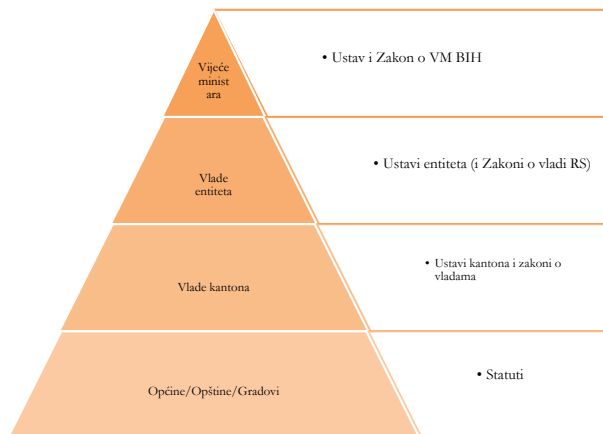 Vijeće
minist
ara
• Ustav i Zakon o VM BIH
Vlade
entiteta
• Ustavi entiteta (i Zakoni o vladi RS)
Vlade kantona
• Ustavi kantona i zakoni o
vladama
Općine/Opštine/Gradovi
• Statuti